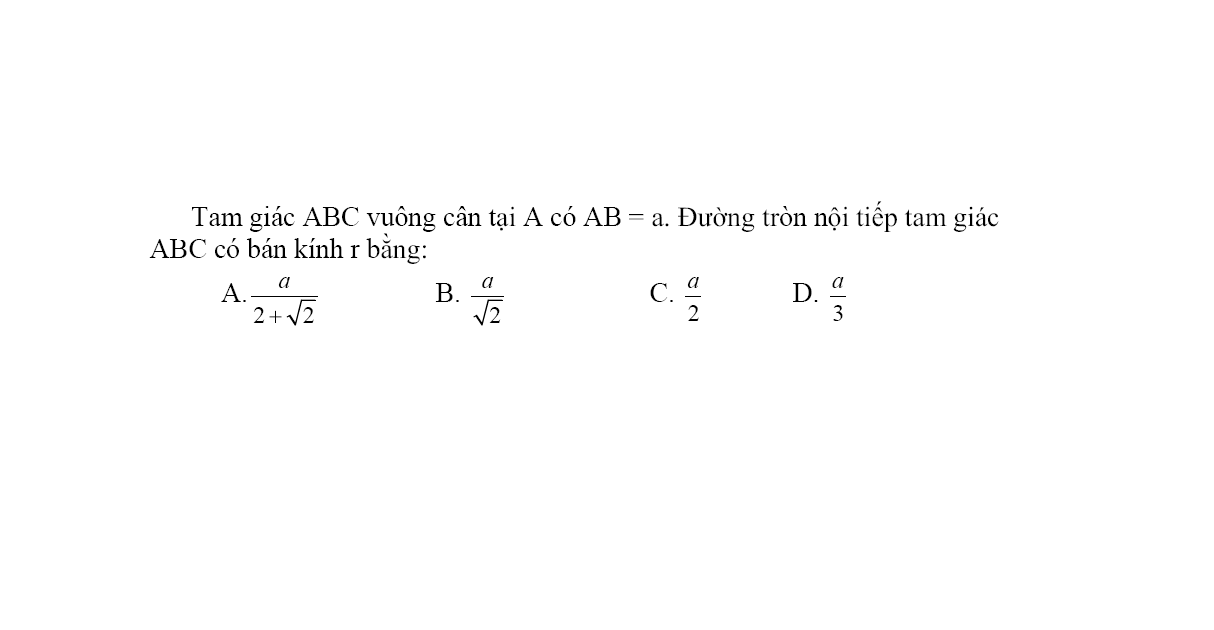 Tam giác ABC vuông cân tại A có AB = a. Đường tròn nội tiếp tam giác
ABC có bán kính r bằng:
A. \frac{a}{2+\sqrt{2}} B. \frac{a}{\sqrt{2}} C. \frac{a}{2} D. \frac{a}{3}